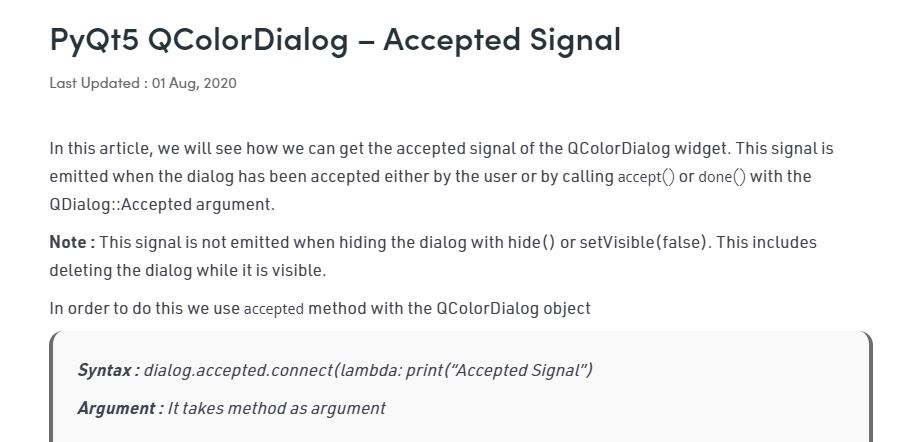 PyQt5 QColorDialog – Accepted Signal
Last Updated : 01 Aug, 2020
In this article, we will see how we can get the accepted signal of the QColorDialog widget. This signal is
emitted when the dialog has been accepted either by the user or by calling accept() or done() with the
QDialog::Accepted argument.
Note : This signal is not emitted when hiding the dialog with hide() or setVisible(false). This includes
deleting the dialog while it is visible.
In order to do this we use accepted method with the QColorDialog object
Syntax : dialog.accepted.connect(lambda: print(“Accepted Signal”)
Argument : It takes method as argument